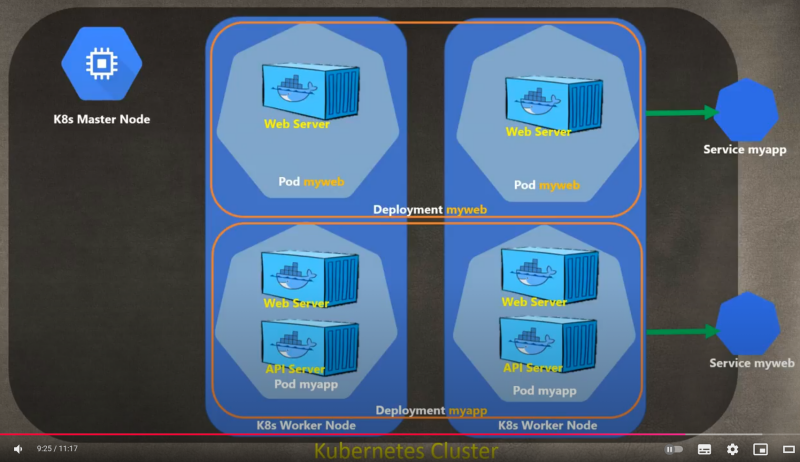 K8s Master Node
Web Server
Pod myweb
Web Server
Pod myweb
Deployment myweb
Service myapp
Web Server
API Server
Pod myapp
Web Server
API Server
Pod myapp
Deployment myapp
Service myweb
K8s Worker Node
K8s Worker Node
9:25 / 11:17
Kubernetes Cluster